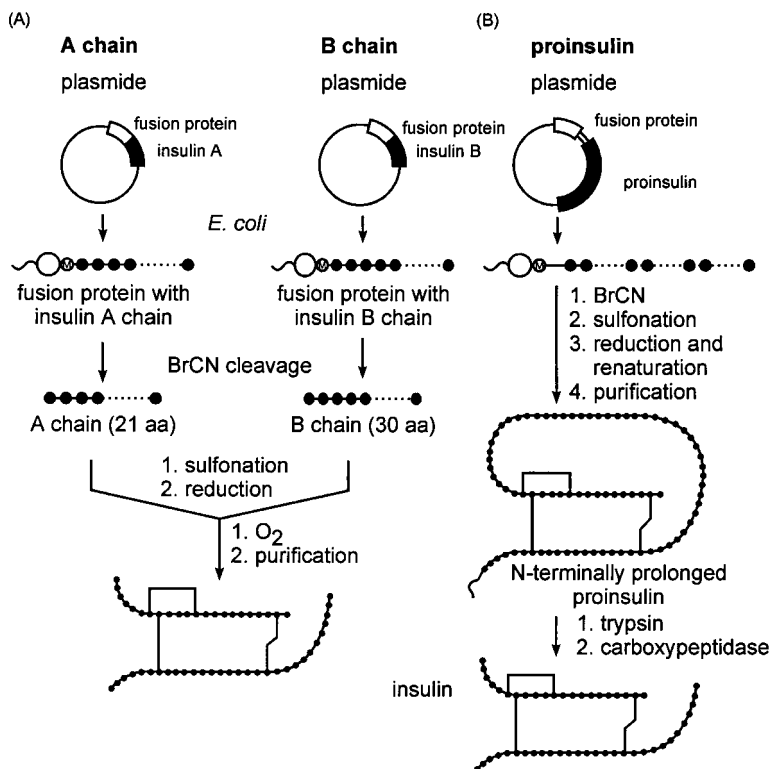 (A)
A chain
plasmide
fusion protein
insulin A
B chain
plasmide
fusion protein
insulin B
E. coli
M
M
fusion protein with
insulin A chain
fusion protein with
insulin B chain
BrCN cleavage
A chain (21 aa)
B chain (30 aa)
1. sulfonation
2. reduction
1. O2
2. purification
(B)
proinsulin
plasmide
fusion protein
proinsulin
M
1. BrCN
2. sulfonation
3. reduction and
renaturation
4. purification
N-terminally prolonged
proinsulin
1. trypsin
2. carboxypeptidase
insulin